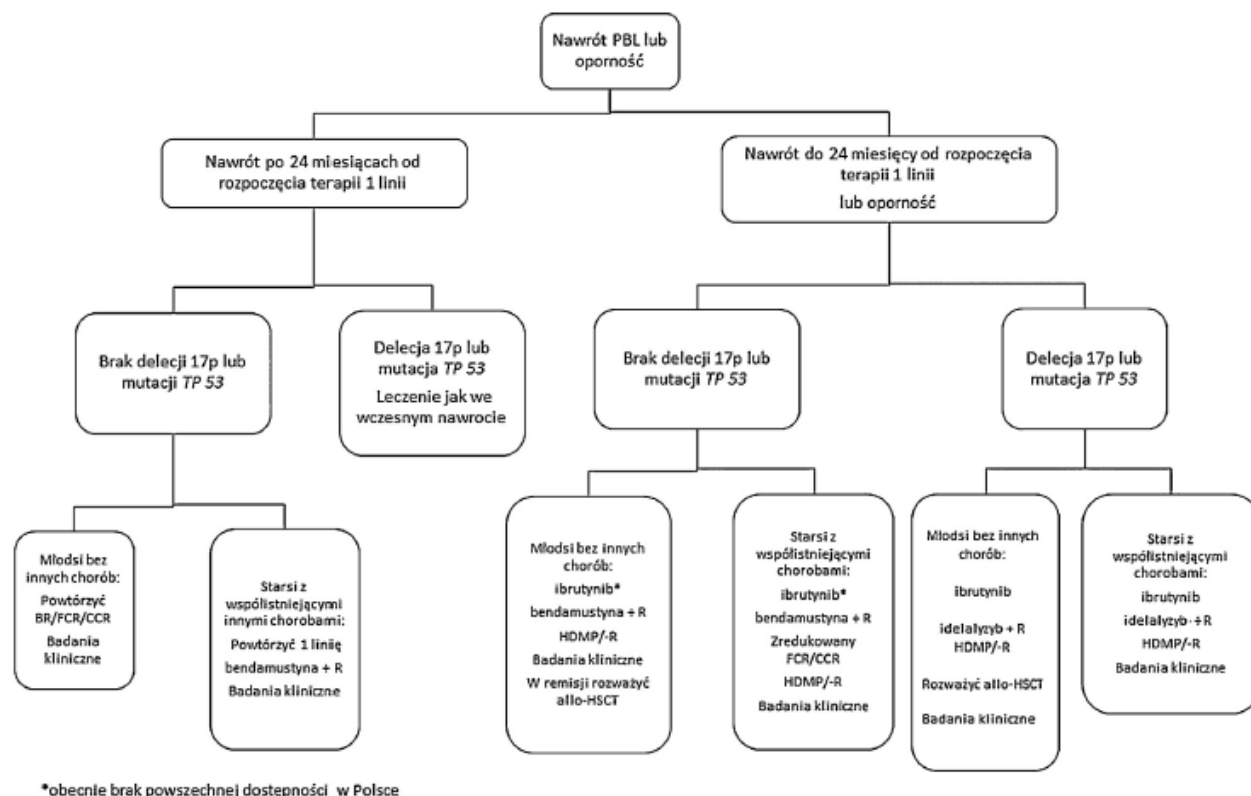 Nawrót PBL lub
oporność
Nawrót po 24 miesiącach od
rozpoczęcia terapii 1 linii
Nawrót do 24 miesięcy od rozpoczęcia
terapii 1 linii
lub oporność
Brak delecji 17p lub
mutacji TP 53
Delecja 17p lub
mutacja TP 53
Leczenie jak we
wczesnym nawrocie
Brak delecji 17p lub
mutacji TP 53
Delecja 17p lub
mutacja TP 53
Młodsi bez
innych chorób:
Powtórzyć
BR/FCR/CCR
Badania
kliniczne
Starsi z
współistniejącymi
innymi chorobami:
Powtórzyć 1 linię
bendamustyna + R
Badania kliniczne
Młodsi bez innych
chorób:
ibrutynib*
bendamustyna + R
HDMP/-R
Badania kliniczne
W remisji rozważyć
allo-HSCT
Starsi z
współistniejącymi
chorobami:
ibrutynib*
bendamustyna + R
Zredukowany
FCR/CCR
HDMP/-R
Badania kliniczne
Młodsi bez innych
chorób:
ibrutynib
idelalyzyb + R
HDMP/-R
Rozważyć allo-HSCT
Badania kliniczne
Starsi z
współistniejącymi
chorobami:
ibrutynib
idelalyzyb + R
HDMP/-R
Badania kliniczne
*obecnie brak powszechnej dostępności w Polsce